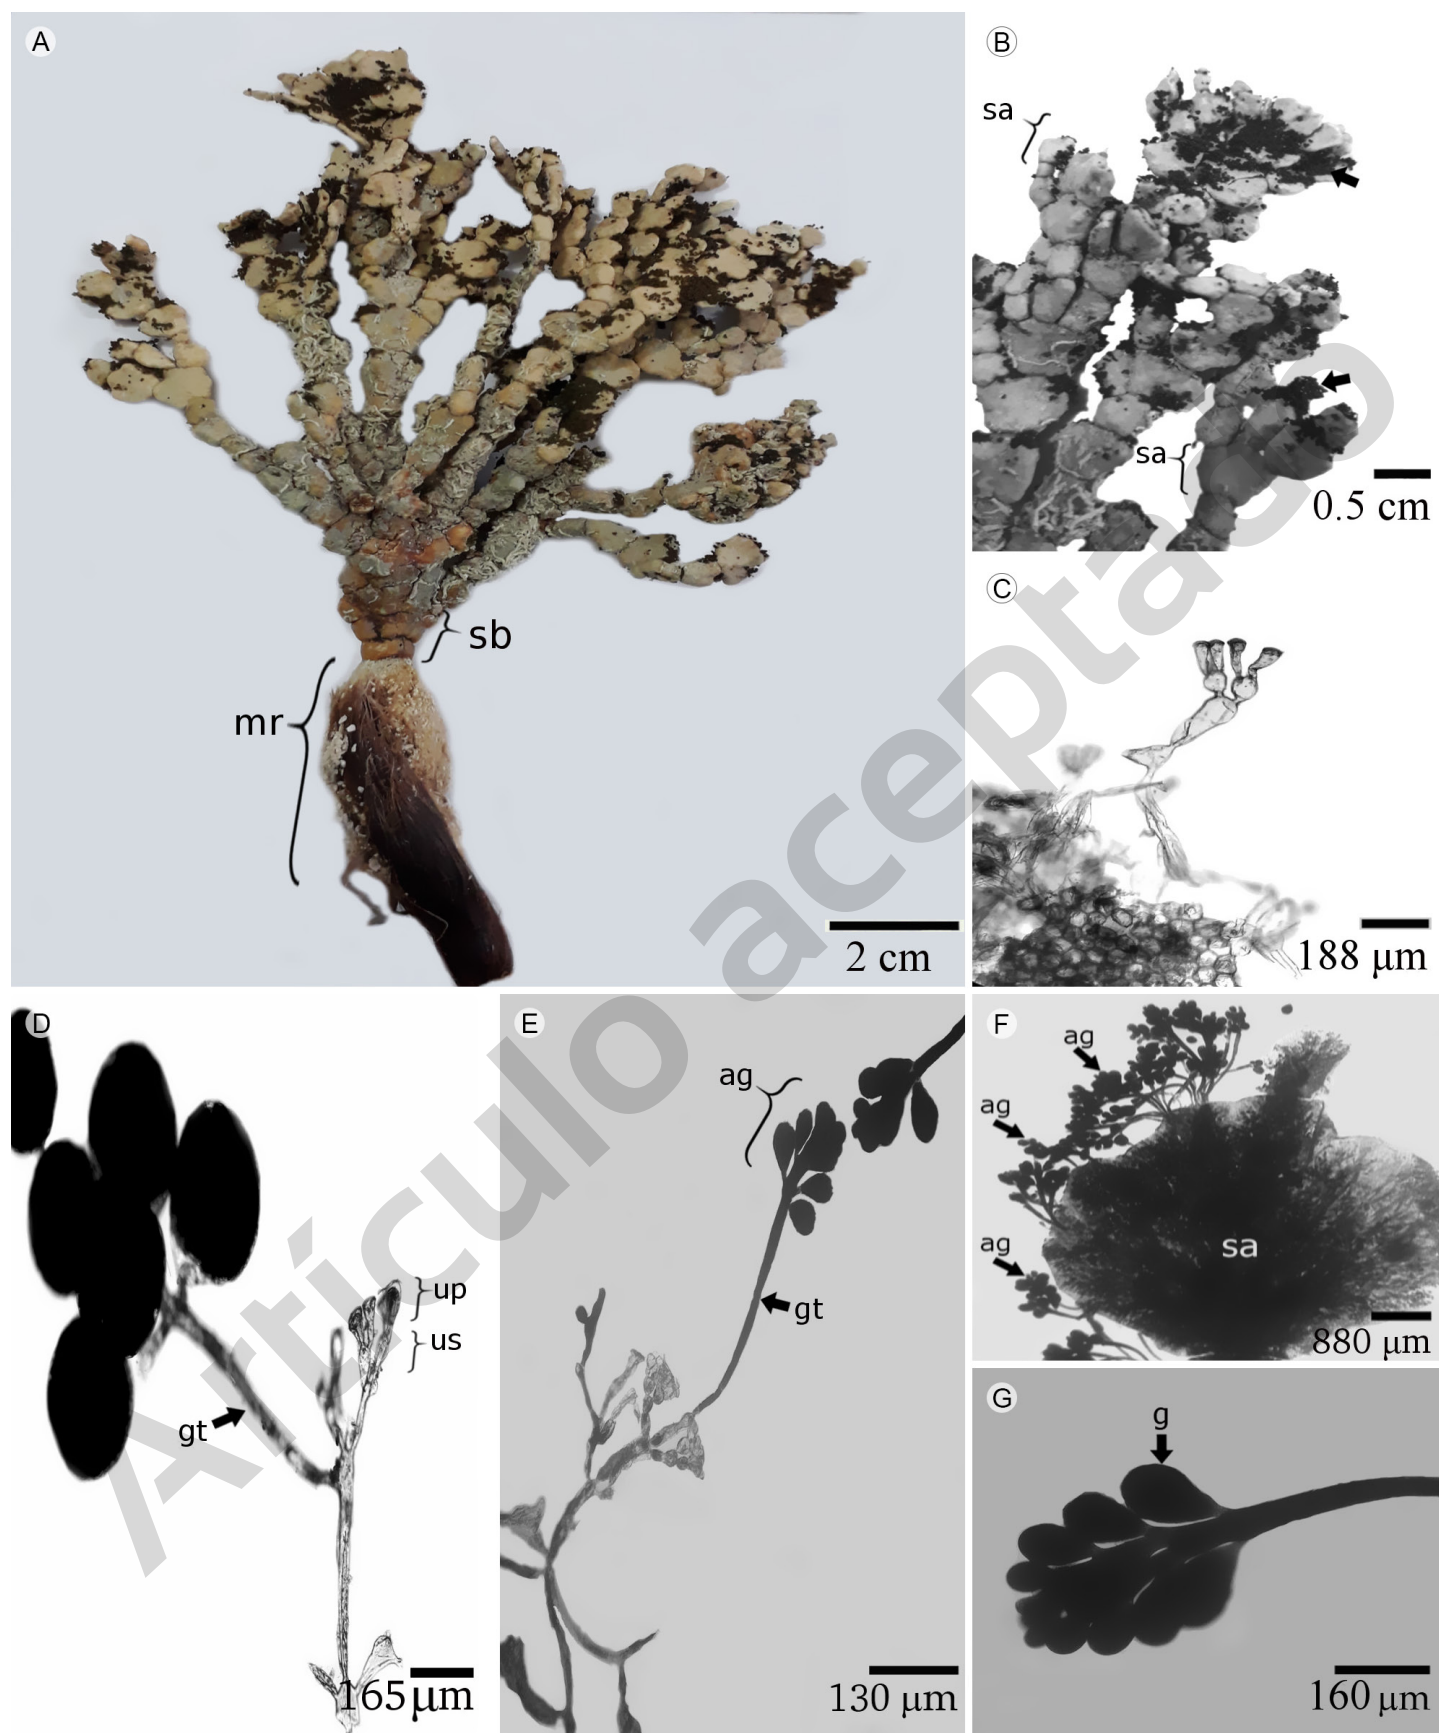 A
sb
mr
2 cm
B
sa
sa
0.5 cm
C
188 µm
D
up
us
gt
165 µm
E
ag
gt
130 µm
F
ag
ag
ag
sa
880 µm
G
g
160 µm
Artículo aceptado